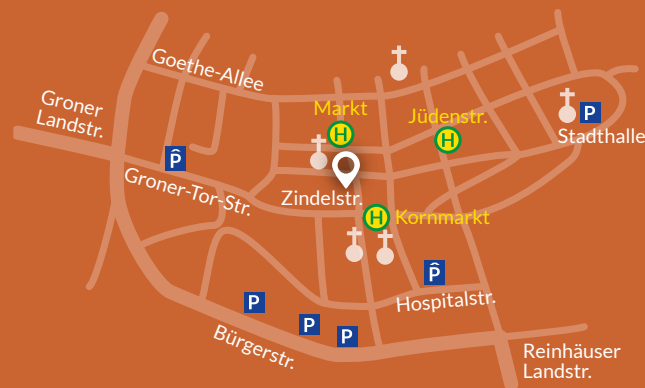 Goethe-Allee
Groner
Landstr.
Markt
Jüdenstr.
H
H
P
Stadthalle
P
Groner-Tor-Str.
Zindelstr.
H
Kornmarkt
P
Hospitalstr.
P
P
P
Bürgerstr.
Reinhäuser
Landstr.